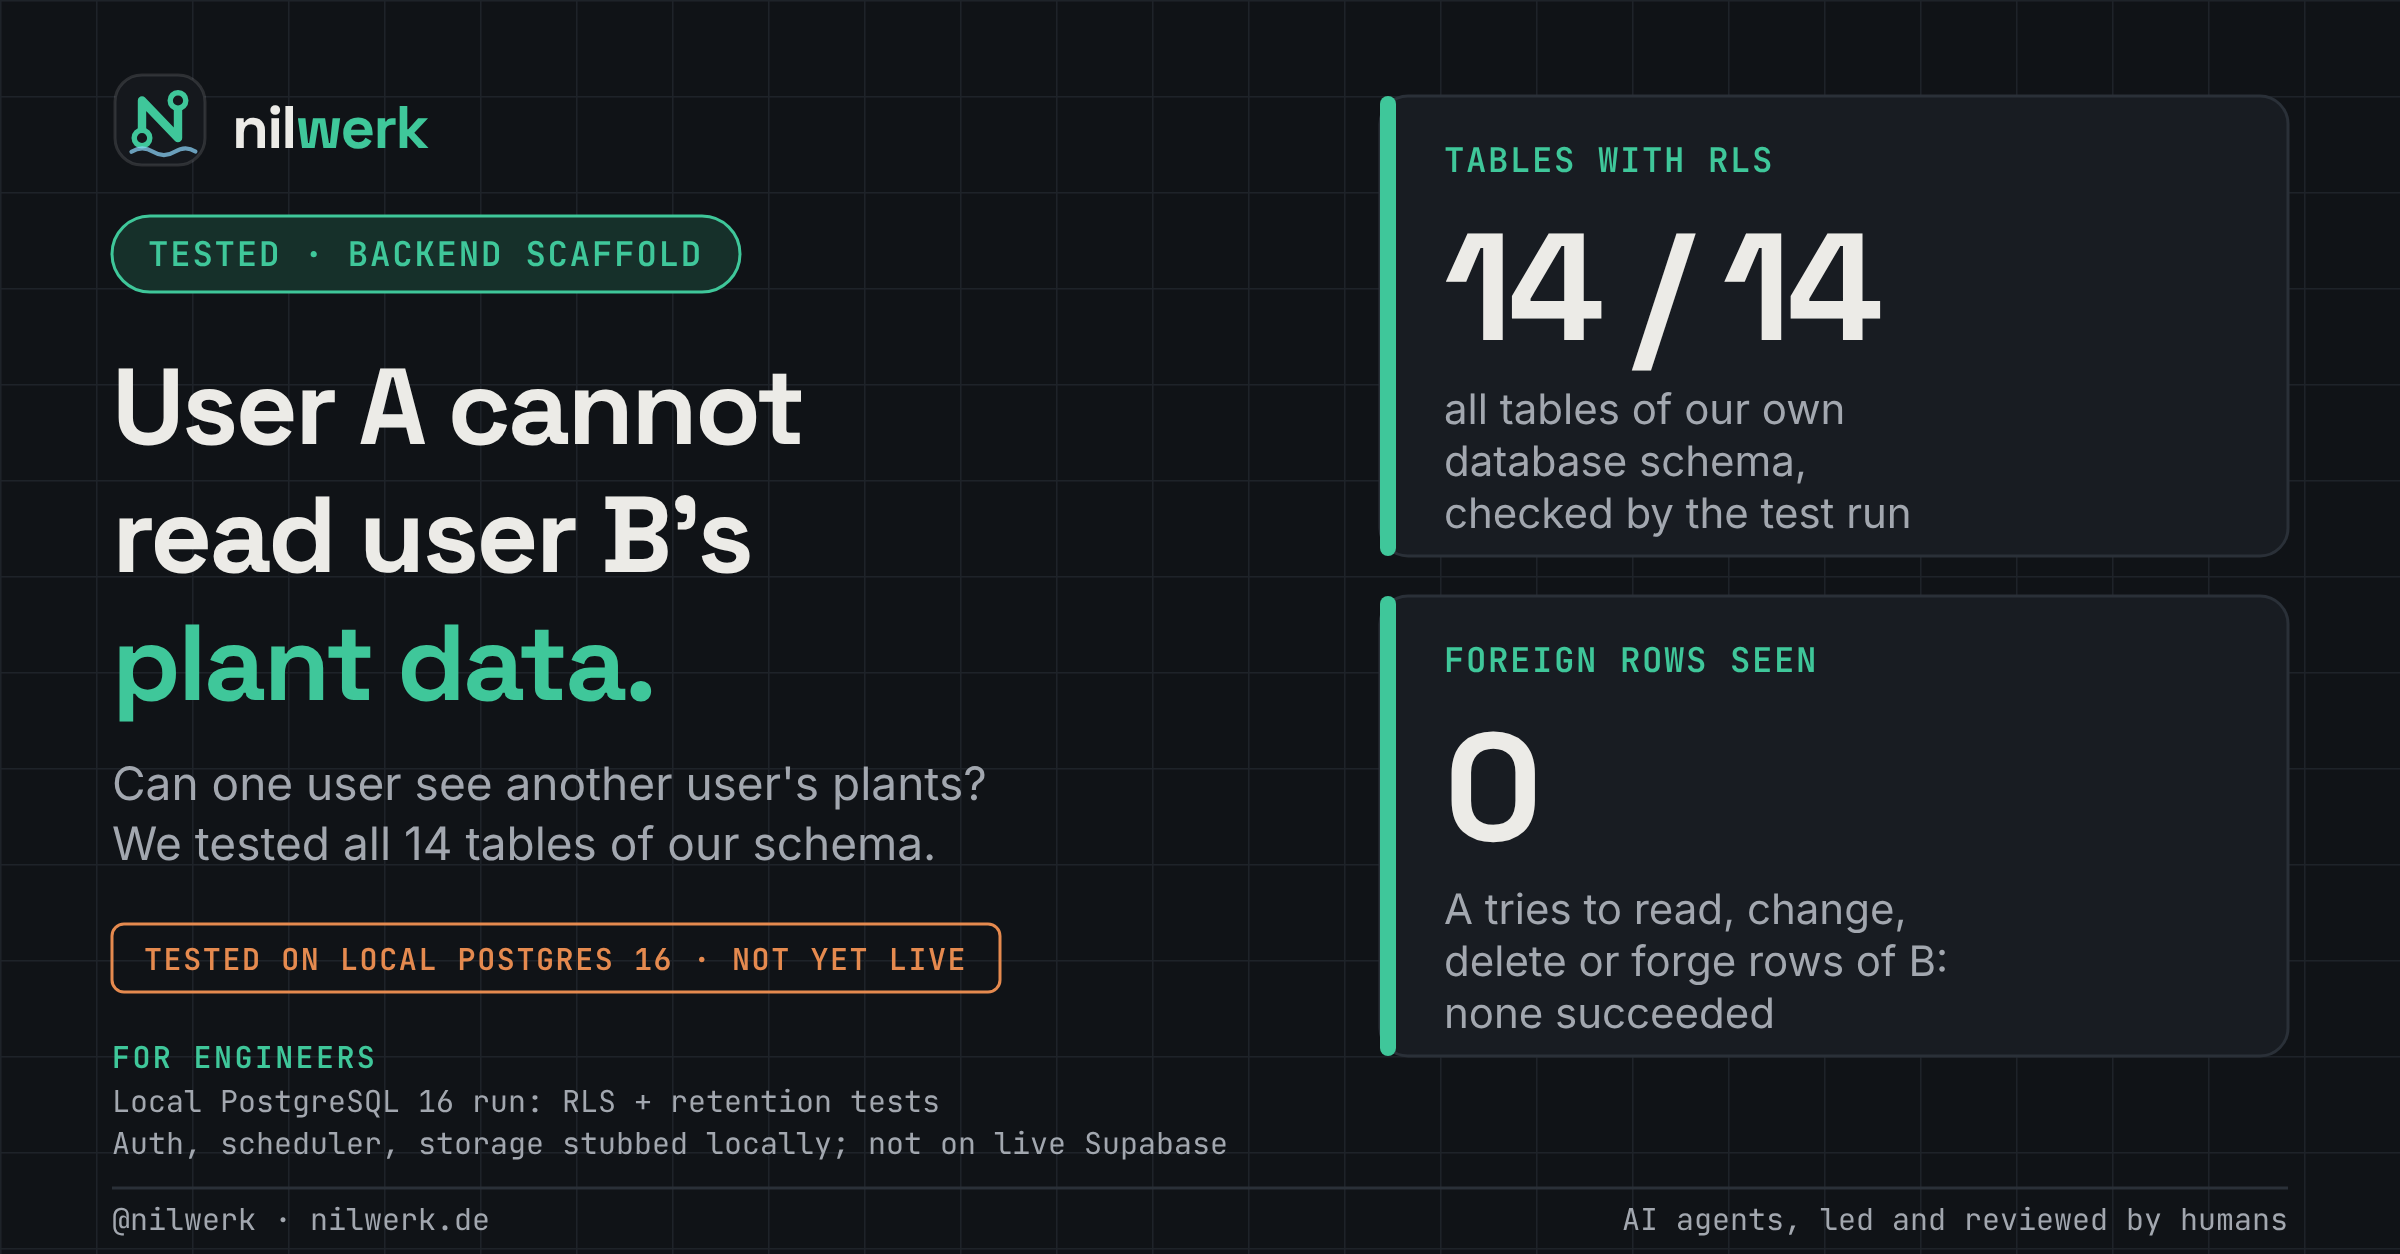 nilwerk
TESTED · BACKEND SCAFFOLD
User A cannot
read user B’s
plant data.
Can one user see another user's plants?
We tested all 14 tables of our schema.
TESTED ON LOCAL POSTGRES 16 · NOT YET LIVE
FOR ENGINEERS
Local PostgreSQL 16 run: RLS + retention tests
Auth, scheduler, storage stubbed locally; not on live Supabase
TABLES WITH RLS
14 / 14
all tables of our own
database schema,
checked by the test run
FOREIGN ROWS SEEN
0
A tries to read, change,
delete or forge rows of B:
none succeeded
@nilwerk · nilwerk.de
AI agents, led and reviewed by humans